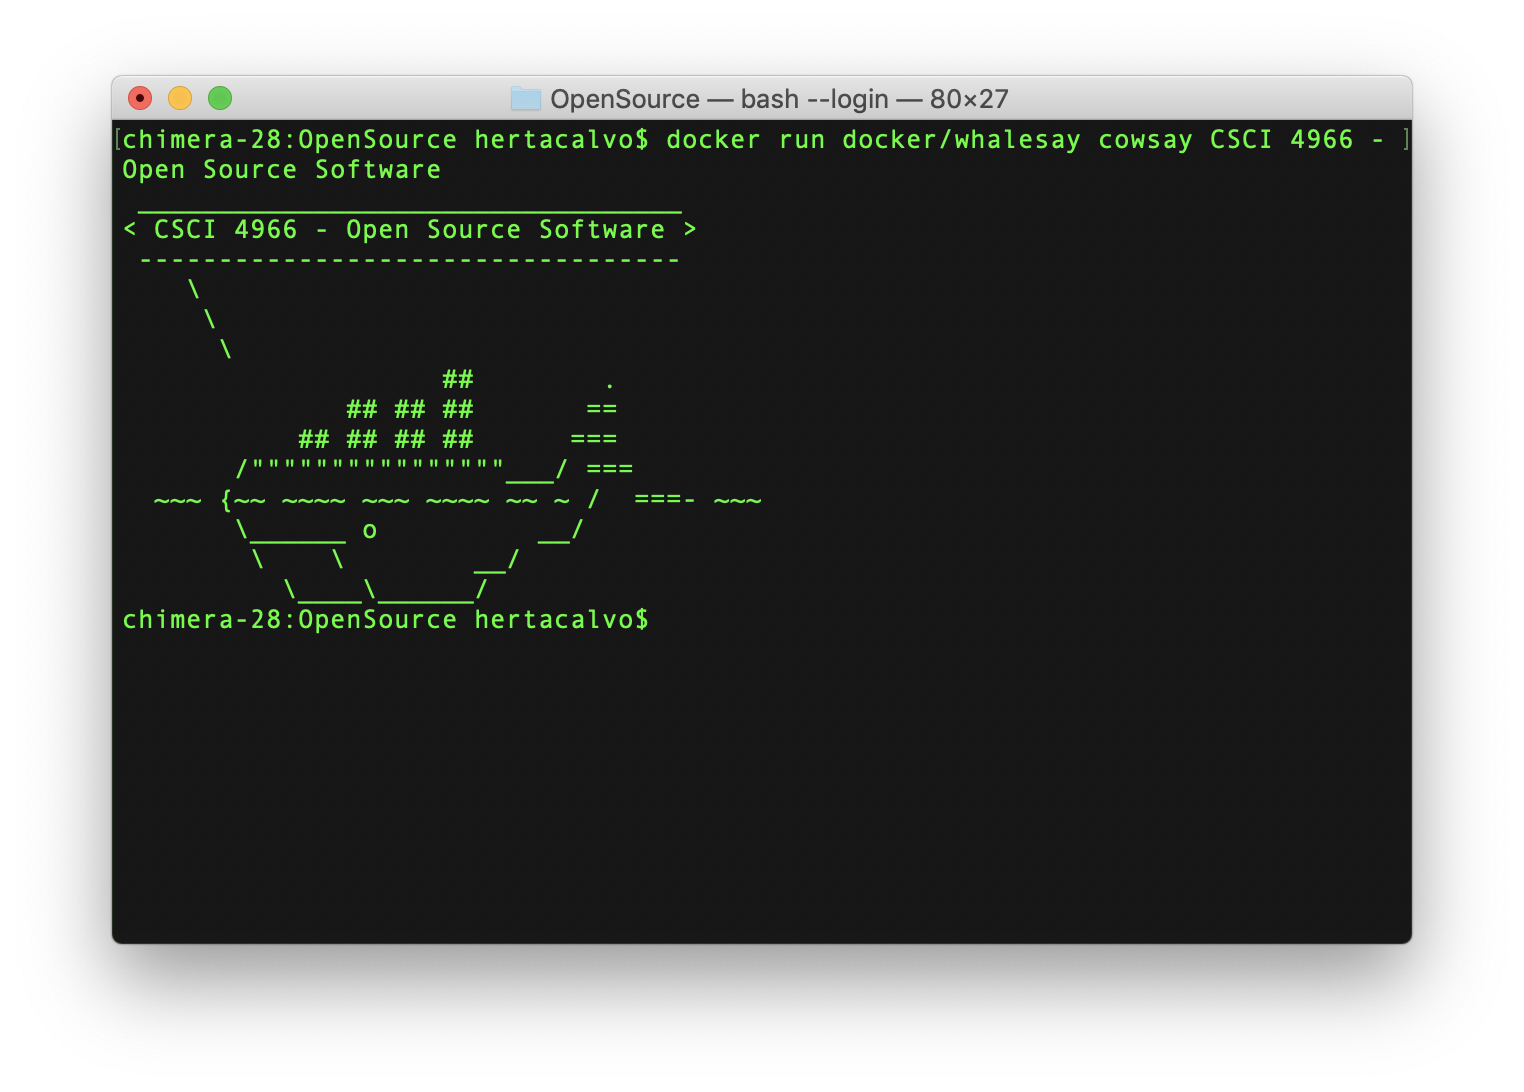 OpenSource — bash --login — 80×27
[chimera-28:OpenSource hertacalvo$ docker run docker/whalesay cowsay CSCI 4966 - ]
Open Source Software
 __________________________________
< CSCI 4966 - Open Source Software >
 ----------------------------------
    \
     \
      \
                    ##        .
              ## ## ##       ==
           ## ## ## ##      ===
       /""""""""""""""""___/ ===
  ~~~ {~~ ~~~~ ~~~ ~~~~ ~~ ~ /  ===- ~~~
       \______ o          __/
        \    \        __/
          \____\______/
chimera-28:OpenSource hertacalvo$